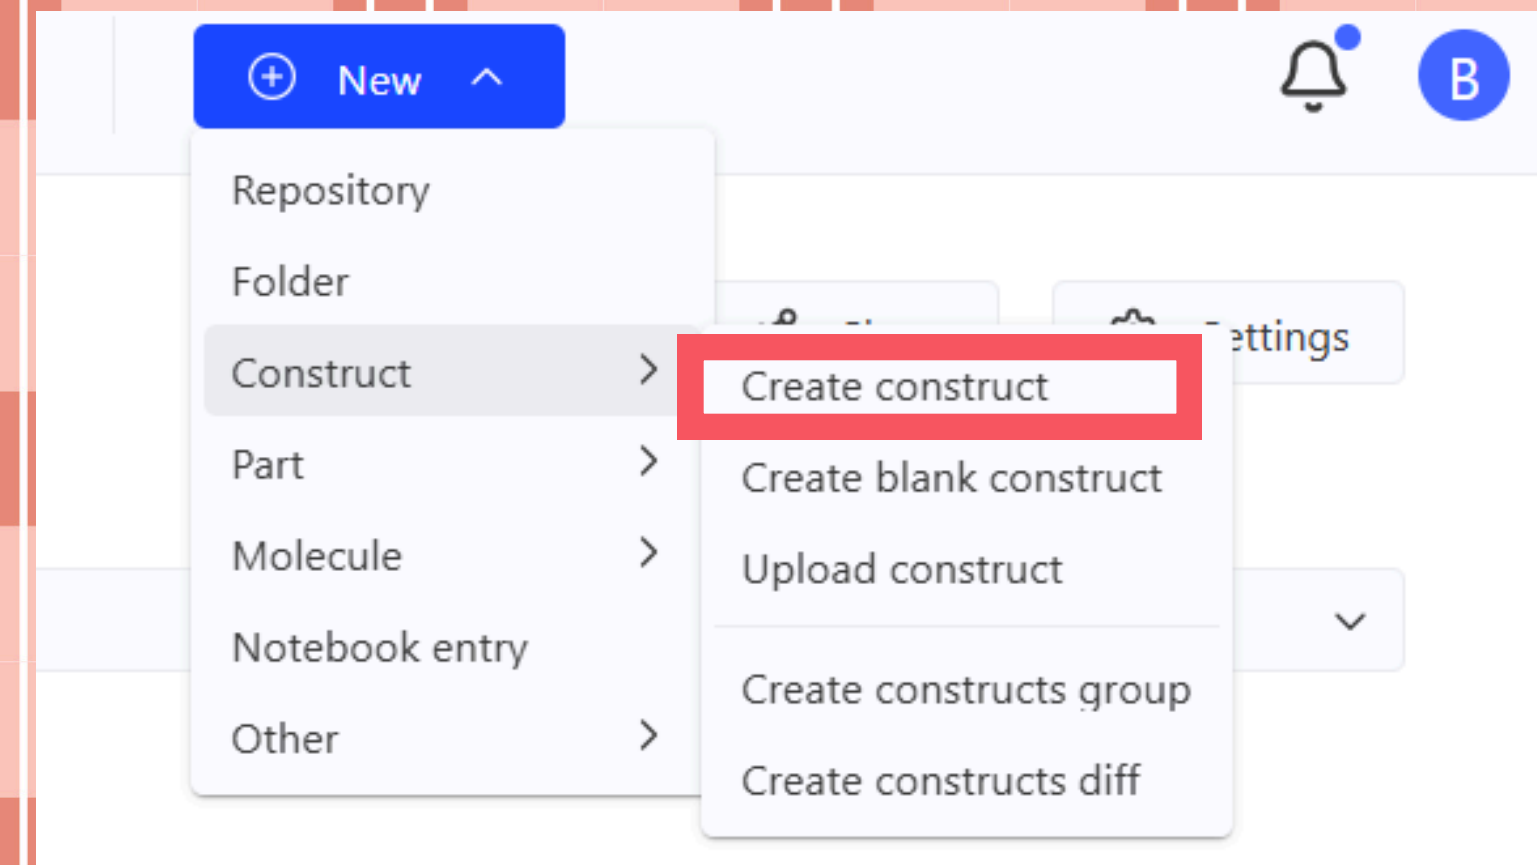 New
B
Repository
Folder
Construct
Part
Molecule
Notebook entry
Other
ettings
Create construct
Create blank construct
Upload construct
Create constructs group
Create constructs diff